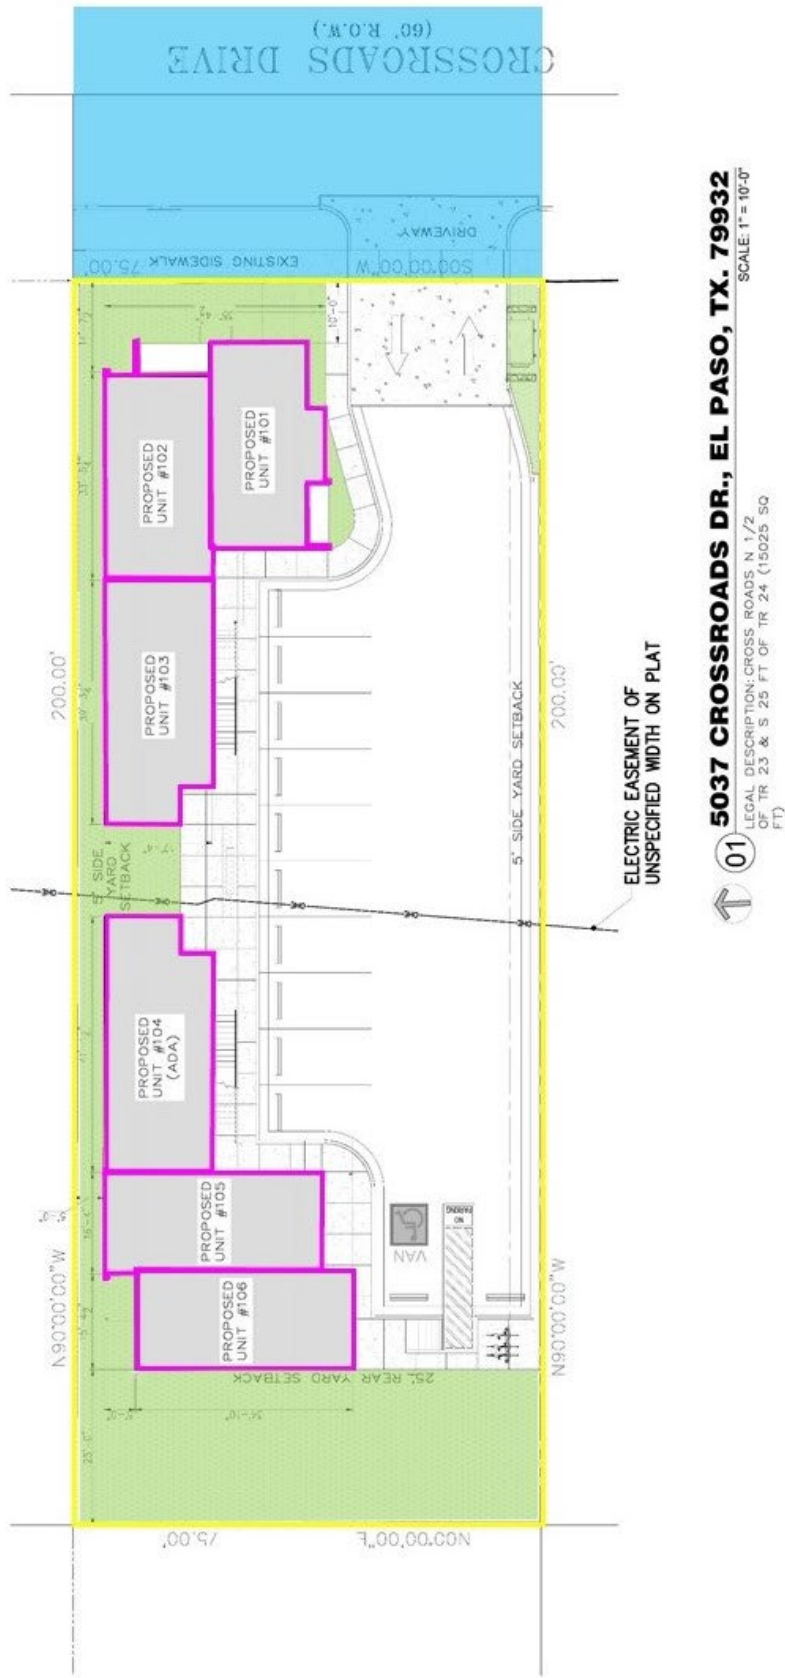 CROSSROADS DRIVE
(60' R.O.W.)
DRIVEWAY
EXISTING SIDEWALK
75.00'
S00°00'00"W
10'-0"
PROPOSED
UNIT #101
PROPOSED
UNIT #102
PROPOSED
UNIT #103
200.00'
5' SIDE
YARD
SETBACK
5' SIDE YARD SETBACK
200.00'
ELECTRIC EASEMENT OF
UNSPECIFIED WIDTH ON PLAT
PROPOSED
UNIT #104
(ADA)
PROPOSED
UNIT #105
PROPOSED
UNIT #106
VAN
NO
PARKING
N90°00'00"W
N90°00'00"W
25' REAR YARD SETBACK
75.00'
N00°00'00"E
01
5037 CROSSROADS DR., EL PASO, TX. 79932
SCALE: 1" = 10'-0"
LEGAL DESCRIPTION: CROSS ROADS N 1/2
OF TR 23 & S 25 FT OF TR 24 (15025 SQ
FT)